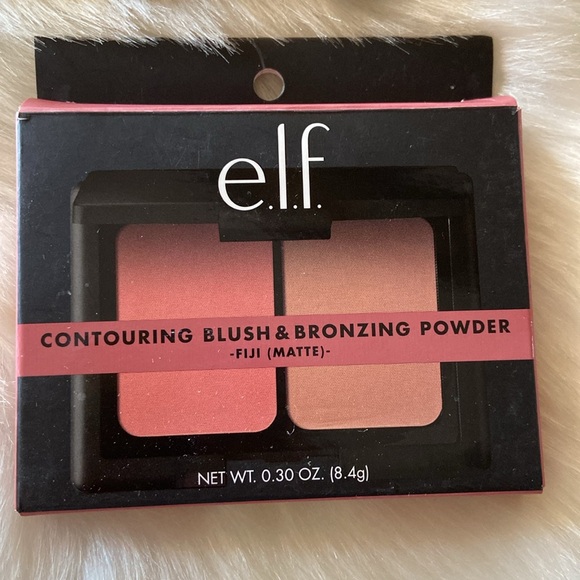 e.l.f.
CONTOURING BLUSH & BRONZING POWDER
-FIJI (MATTE)-
NET WT. 0.30 OZ. (8.4g)